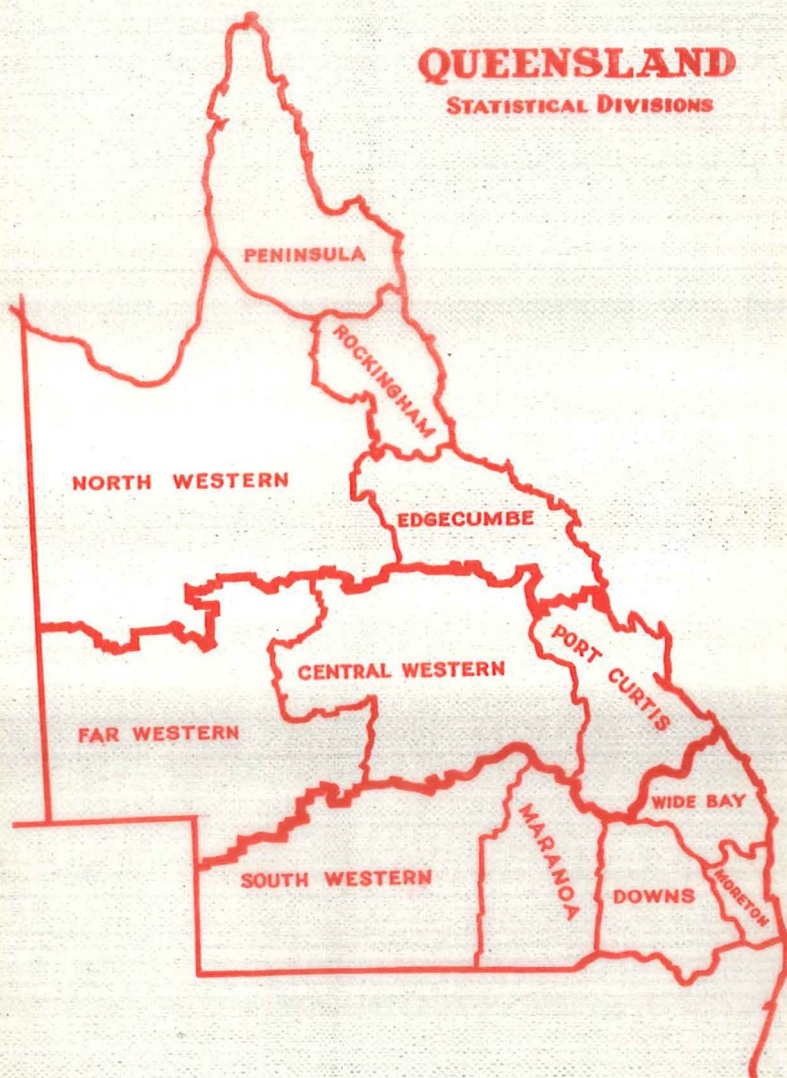 QUEENSLAND
STATISTICAL DIVISIONS
PENINSULA
ROCKINGHAM
NORTH WESTERN
EDGECUMBE
PORT CURTIS
CENTRAL WESTERN
FAR WESTERN
WIDE BAY
MARANOA
SOUTH WESTERN
DOWNS
MORETON